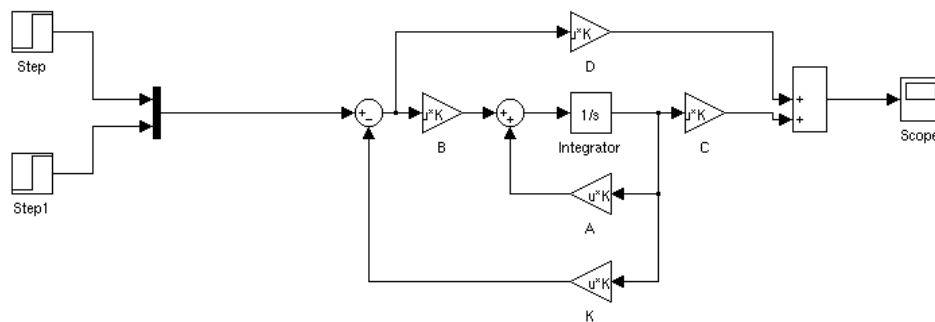 Step
Step1
+
−
u*K
B
+
+
1/s
Integrator
u*K
D
u*K
C
u*K
A
u*K
K
+
+
Scope